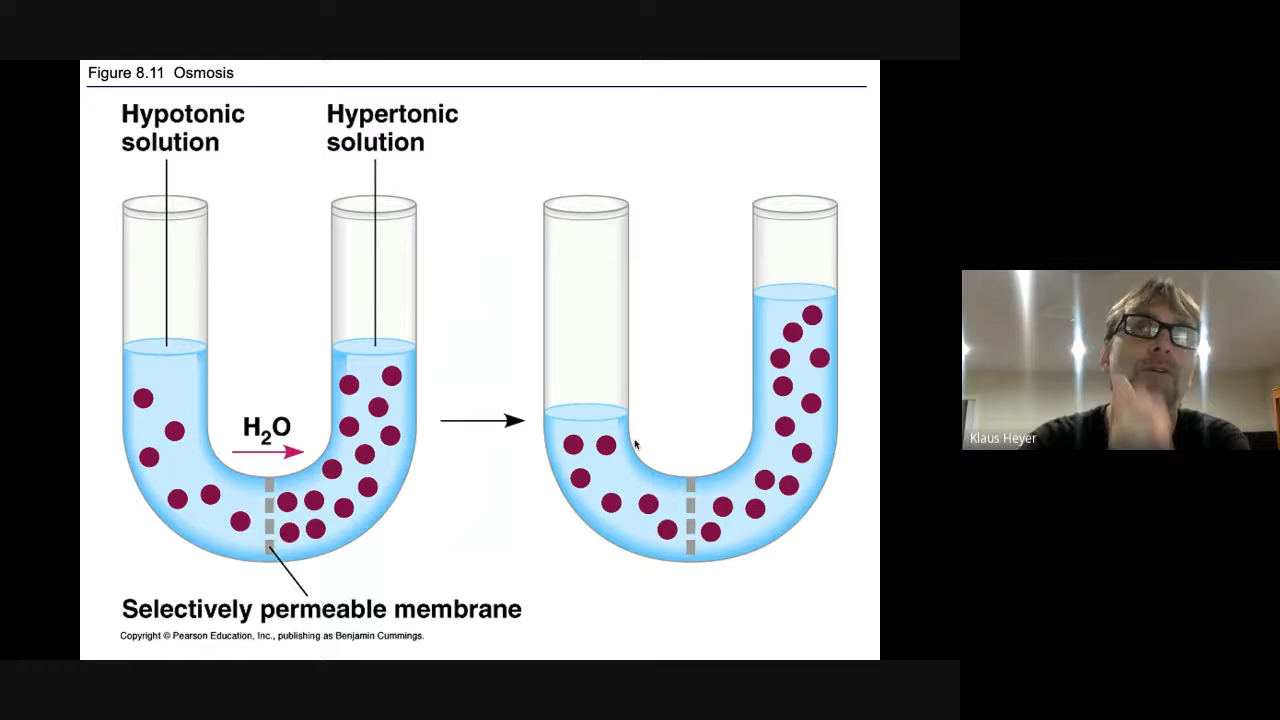 Figure 8.11 Osmosis
Hypotonic
solution
Hypertonic
solution
H₂O
Selectively permeable membrane
Copyright © Pearson Education, Inc., publishing as Benjamin Cummings.
Klaus Heyer